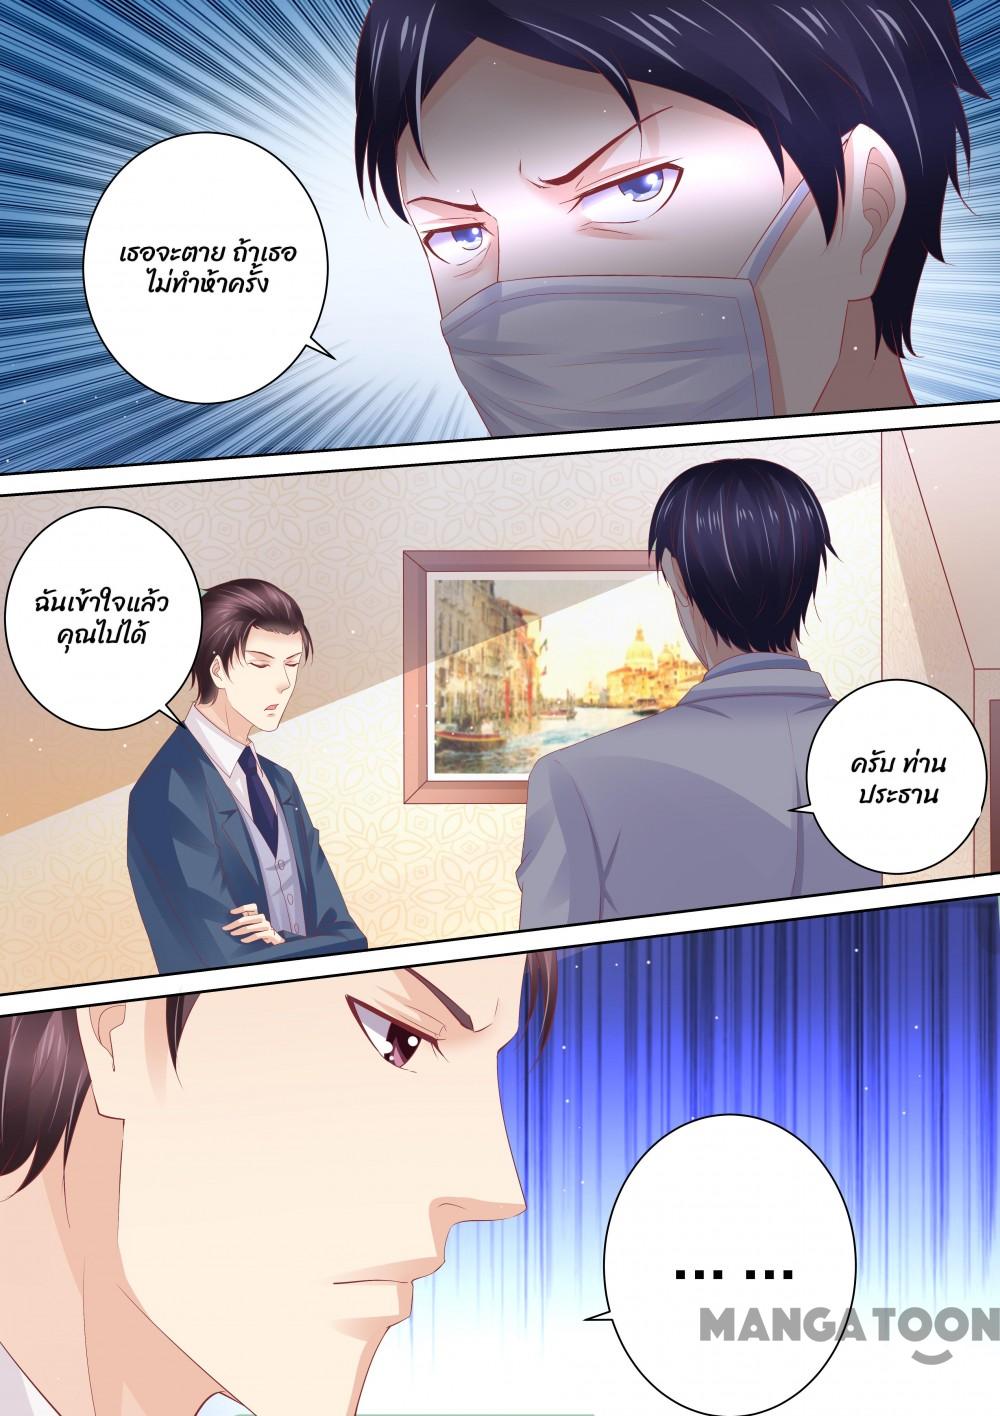 เธอจะตาย ถ้าเธอ
ไม่ทำห้าครั้ง
ฉันเข้าใจแล้ว
คุณไปได้
ครับ ท่าน
ประธาน
... ...
MANGATOON